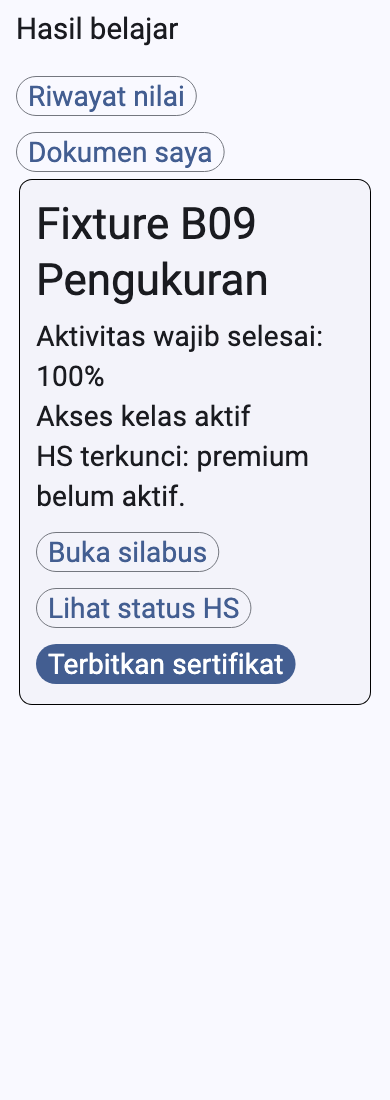 Hasil belajar
Riwayat nilai
Dokumen saya
Fixture B09
Pengukuran
Aktivitas wajib selesai:
100%
Akses kelas aktif
HS terkunci: premium
belum aktif.
Buka silabus
Lihat status HS
Terbitkan sertifikat